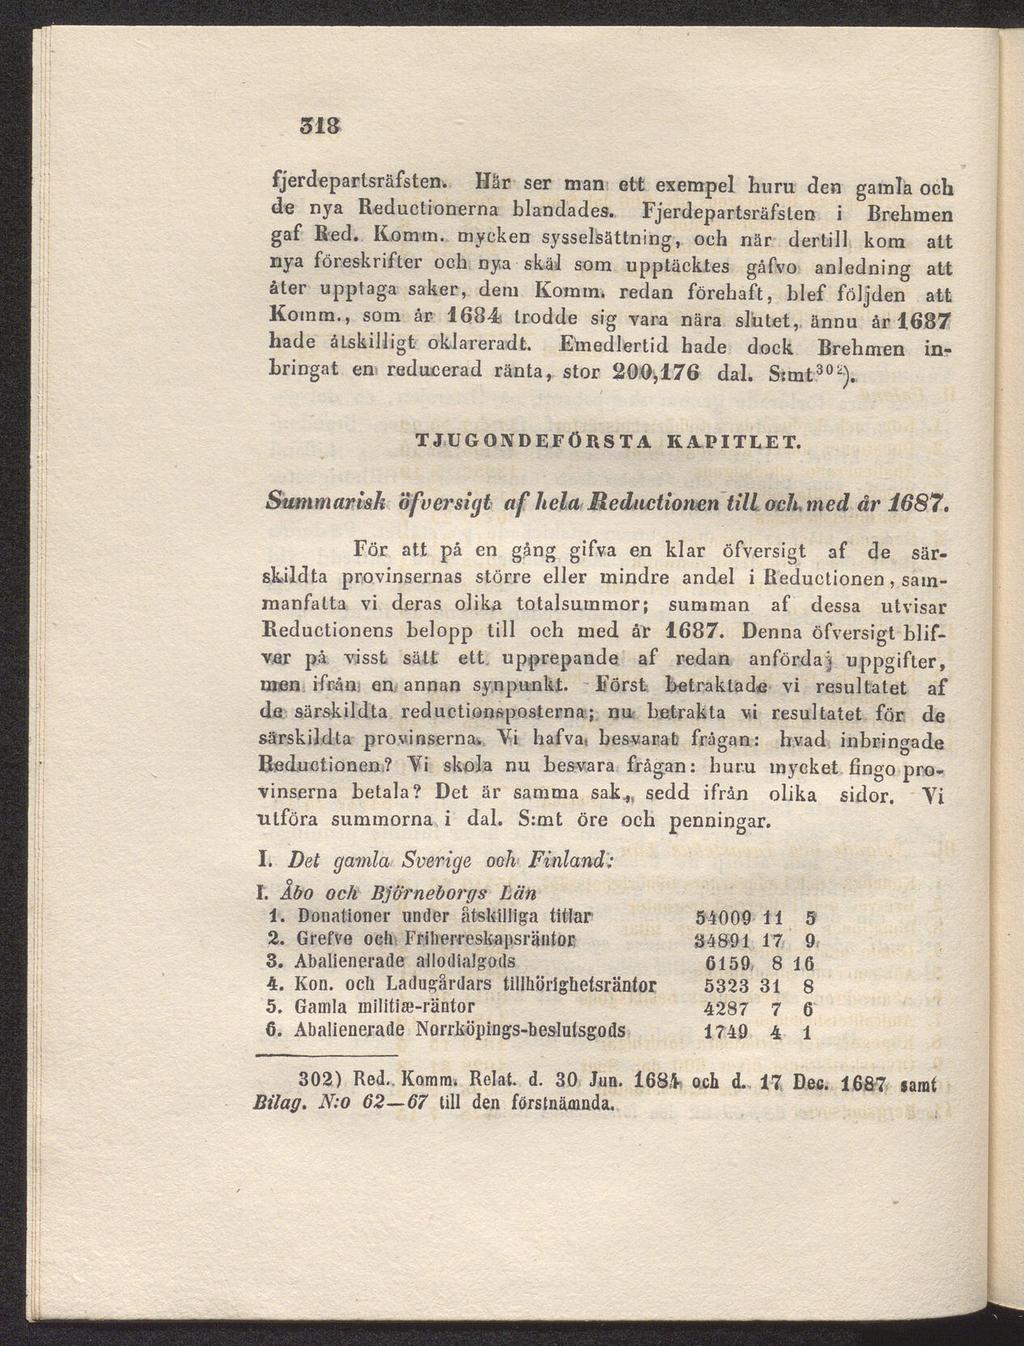 318
fjerdepartsräfsten. Här ser man ett exempel huru den gamla och
de nya Reductionerna blandades. Fjerdepartsräfsten i Brehmen
gaf Red. Komm. mycken sysselsättning, och när dertill kom att
nya föreskrifter och nya skäl som upptäcktes gåfvo anledning att
åter upptaga saker, dem Komm. redan förehaft, blef följden att
Komm., som år 1684 trodde sig vara nära slutet, ännu år 1687
hade åtskilligt oklareradt. Emedlertid hade dock Brehmen in-
bringat en reducerad ränta, stor 200,176 dal. S:mt³⁰²).
TJUGONDEFÖRSTA KAPITLET.
Summarisk öfversigt af hela Reductionen till och med år 1687.
För att på en gång gifva en klar öfversigt af de sär-
skildta provinsernas större eller mindre andel i Reductionen, sam-
manfatta vi deras olika totalsummor; summan af dessa utvisar
Reductionens belopp till och med år 1687. Denna öfversigt blif-
ver på visst sätt ett upprepande af redan anförda uppgifter,
men ifrån en annan synpunkt. Först betraktade vi resultatet af
de särskildta reductionsposterna; nu betrakta vi resultatet för de
särskildta provinserna. Vi hafva besvarat frågan: hvad inbringade
Reductionen? Vi skola nu besvara frågan: huru mycket fingo pro-
vinserna betala? Det är samma sak, sedd ifrån olika sidor. Vi
utföra summorna i dal. S:mt öre och penningar.
I. Det gamla Sverige och Finland:
I. Åbo och Björneborgs Län
1. Donationer under åtskilliga titlar 54009 11 5
2. Grefve och Friherreskapsräntor 34891 17 9
3. Abalienerade allodialgods 6159 8 16
4. Kon. och Ladugårdars tillhörighetsräntor 5323 31 8
5. Gamla militiæ-räntor 4287 7 6
6. Abalienerade Norrköpings-beslutsgods 1749 4 1
302) Red. Komm. Relat. d. 30 Jun. 1684 och d. 17 Dec. 1687 samt
Bilag. N:o 62—67 till den förstnämnda.